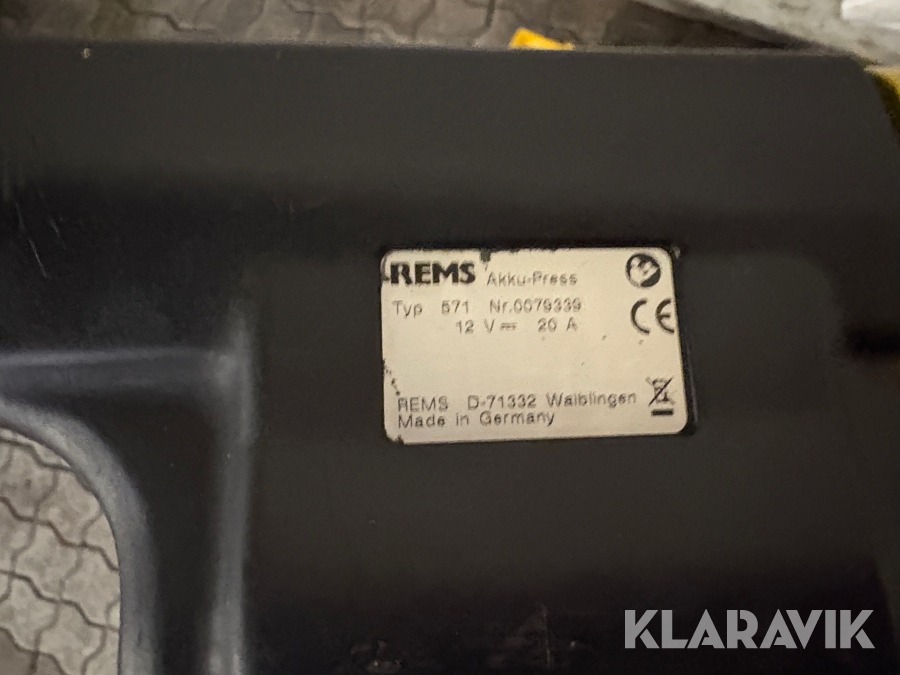 REMS Akku-Press
Typ 571 Nr.0079339
12 V 20 A
CE
REMS D-71332 Waiblingen
Made in Germany
KLARAVIK